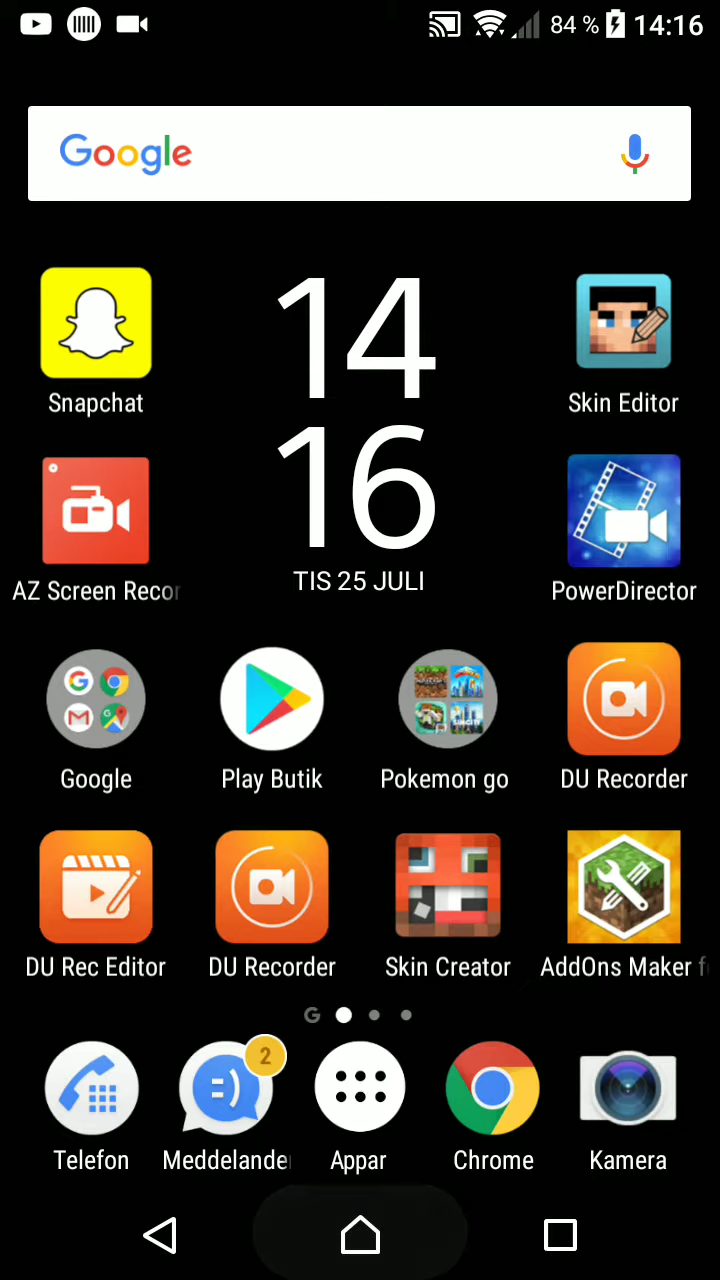 84 % 14:16
Google
14
16
TIS 25 JULI
Snapchat
Skin Editor
AZ Screen Recor
PowerDirector
Google
Play Butik
Pokemon go
DU Recorder
DU Rec Editor
DU Recorder
Skin Creator
AddOns Maker f
G
2
Telefon
Meddelande
Appar
Chrome
Kamera